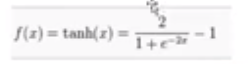 f(x) = tanh(x) = 2 / (1 + e^{-2x}) - 1